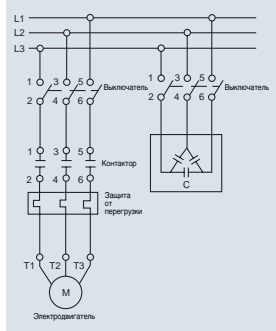 L1
L2
L3
1 3 5
Выключатель
2 4 6
1 3 5
Выключатель
2 4 6
1 3 5
Контактор
2 4 6
C
Защита
от
перегрузки
T1 T2 T3
M
Электродвигатель